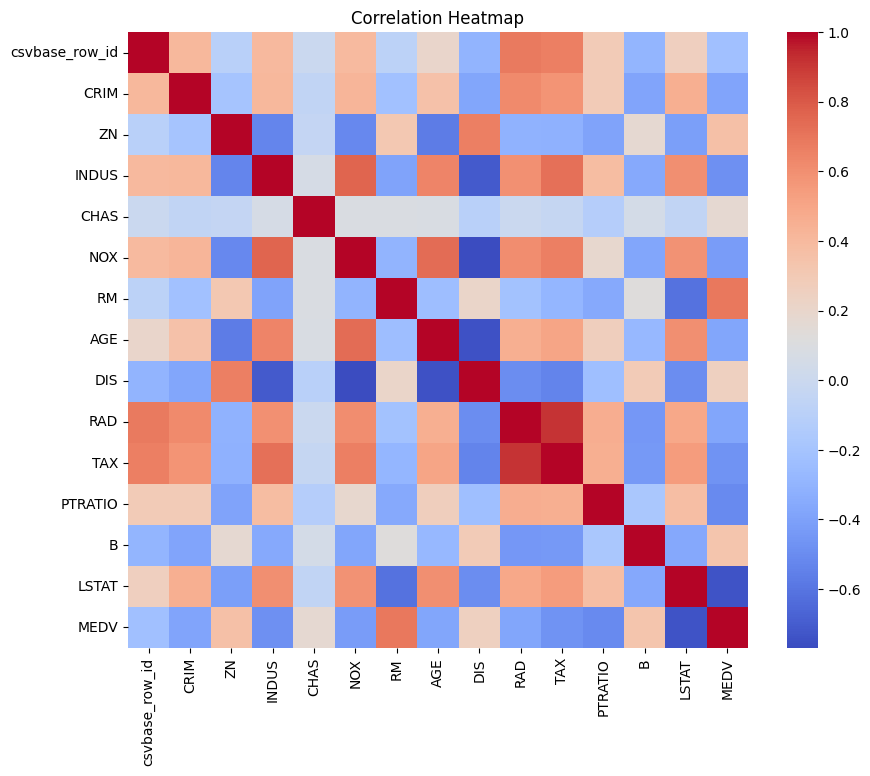 Correlation Heatmap
csvbase_row_id
CRIM
ZN
INDUS
CHAS
NOX
RM
AGE
DIS
RAD
TAX
PTRATIO
B
LSTAT
MEDV
csvbase_row_id
CRIM
ZN
INDUS
CHAS
NOX
RM
AGE
DIS
RAD
TAX
PTRATIO
B
LSTAT
MEDV
1.0
0.8
0.6
0.4
0.2
0.0
−0.2
−0.4
−0.6